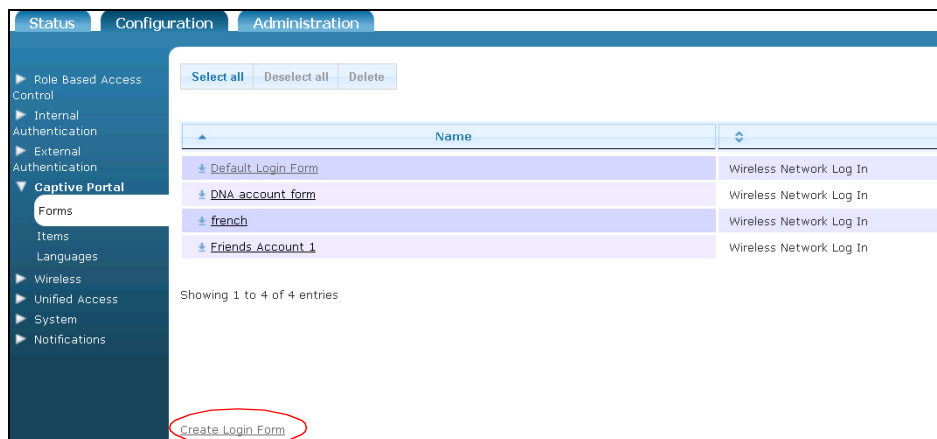 Status Configuration Administration
Role Based Access
Control
Internal
Authentication
External
Authentication
Captive Portal
Forms
Items
Languages
Wireless
Unified Access
System
Notifications
Select all Deselect all Delete
Name
Default Login Form Wireless Network Log In
DNA account form Wireless Network Log In
french Wireless Network Log In
Friends Account 1 Wireless Network Log In
Showing 1 to 4 of 4 entries
Create Login Form